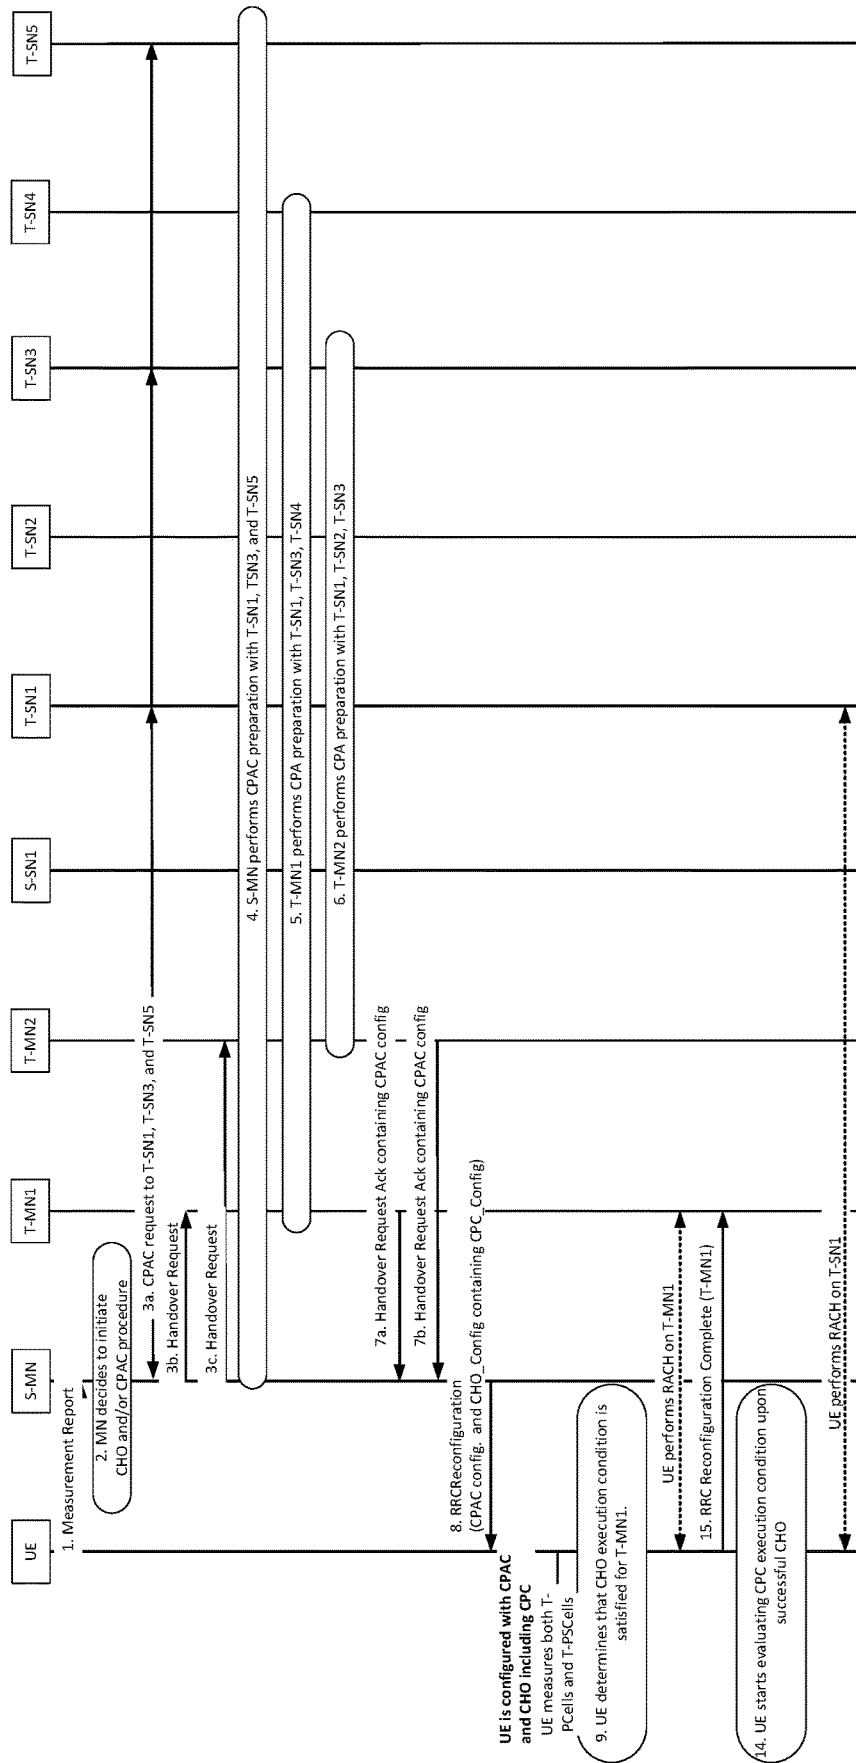 UE
S-MN
T-MN1
T-MN2
S-SN1
T-SN1
T-SN2
T-SN3
T-SN4
T-SN5
1. Measurement Report
2. MN decides to initiate
CHO and/or CPAC procedure
3a. CPAC request to T-SN1, T-SN3, and T-SN5
3b. Handover Request
3c. Handover Request
4. S-MN performs CPAC preparation with T-SN1, TSN3, and T-SN5
5. T-MN1 performs CPA preparation with T-SN1, T-SN3, T-SN4
6. T-MN2 performs CPA preparation with T-SN1, T-SN2, T-SN3
7a. Handover Request Ack containing CPAC config
7b. Handover Request Ack containing CPAC config
8. RRCReconfiguration
(CPAC config. and CHO_Config containing CPC_Config)
UE is configured with CPAC
and CHO including CPC
UE measures both T-
PCells and T-PSCells
9. UE determines that CHO execution condition is
satisfied for T-MN1.
UE performs RACH on T-MN1
15. RRC Reconfiguration Complete (T-MN1)
14. UE starts evaluating CPC execution condition upon
successful CHO
UE performs RACH on T-SN1